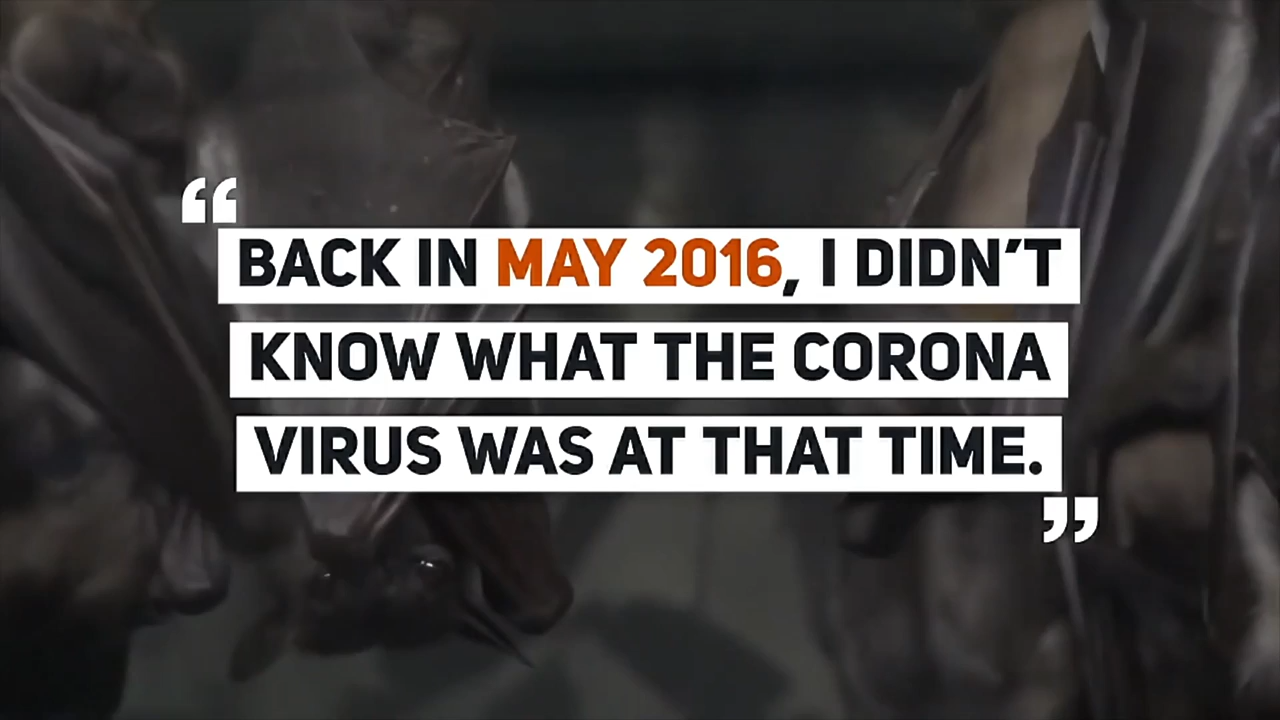 “
BACK IN MAY 2016, I DIDN’T
KNOW WHAT THE CORONA
VIRUS WAS AT THAT TIME.
”